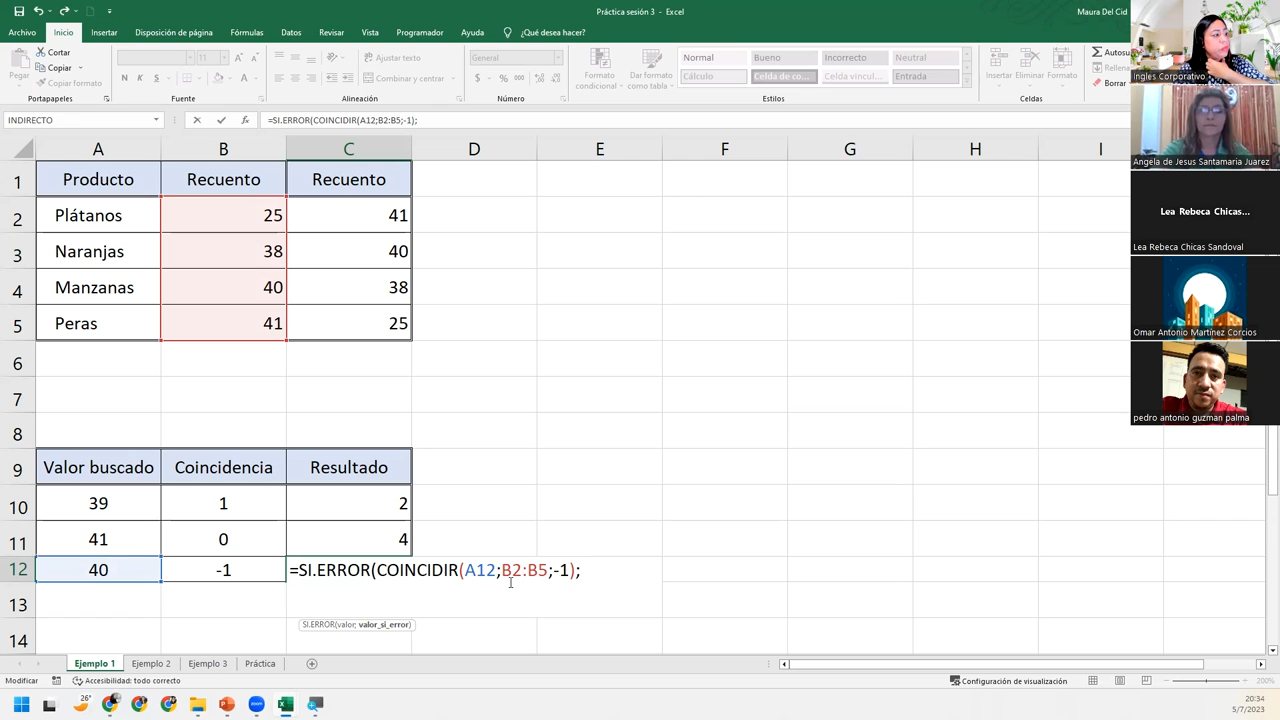 Práctica sesión 3 - Excel
Maura Del Cid
Archivo Inicio Insertar Disposición de página Fórmulas Datos Revisar Vista Programador Ayuda ¿Qué desea hacer?
Pegar
Cortar
Copiar
Copiar formato
Portapapeles
11
N K S
Fuente
Ajustar texto
Combinar y centrar
Alineación
General
Número
Formato condicional
Dar formato como tabla
Normal Bueno Incorrecto Neutral
Cálculo Celda de co... Celda vincul... Entrada
Estilos
Insertar Eliminar Formato
Celdas
Autosu
Rellena
Borrar
INDIRECTO
=SI.ERROR(COINCIDIR(A12;B2:B5;-1);
A B C D E F G H I
1 Producto Recuento Recuento
2 Plátanos 25 41
3 Naranjas 38 40
4 Manzanas 40 38
5 Peras 41 25
6
7
8
9 Valor buscado Coincidencia Resultado
10 39 1 2
11 41 0 4
12 40 -1 =SI.ERROR(COINCIDIR(A12;B2:B5;-1);
13
SI.ERROR(valor; valor_si_error)
14
Ejemplo 1 Ejemplo 2 Ejemplo 3 Práctica
Modificar Accesibilidad: todo correcto
Configuración de visualización
200%
26°
zoom
20:34
5/7/2023
Ingles Corporativo
Angela de Jesus Santamaria Juarez
Lea Rebeca Chicas...
Lea Rebeca Chicas Sandoval
Omar Antonio Martínez Corcios
pedro antonio guzman palma